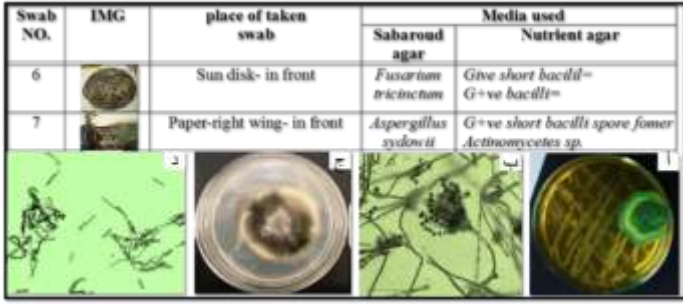 Swab NO.
IMG
place of taken swab
Media used
Sabaroud agar
Nutrient agar
6
Sun disk- in front
Fusarium tricinctum
Give short bacilil=
G+ve bacilli=
7
Paper-right wing- in front
Aspergillus sydowii
G+ve short bacilli spore fomer
Actinomycetes sp.